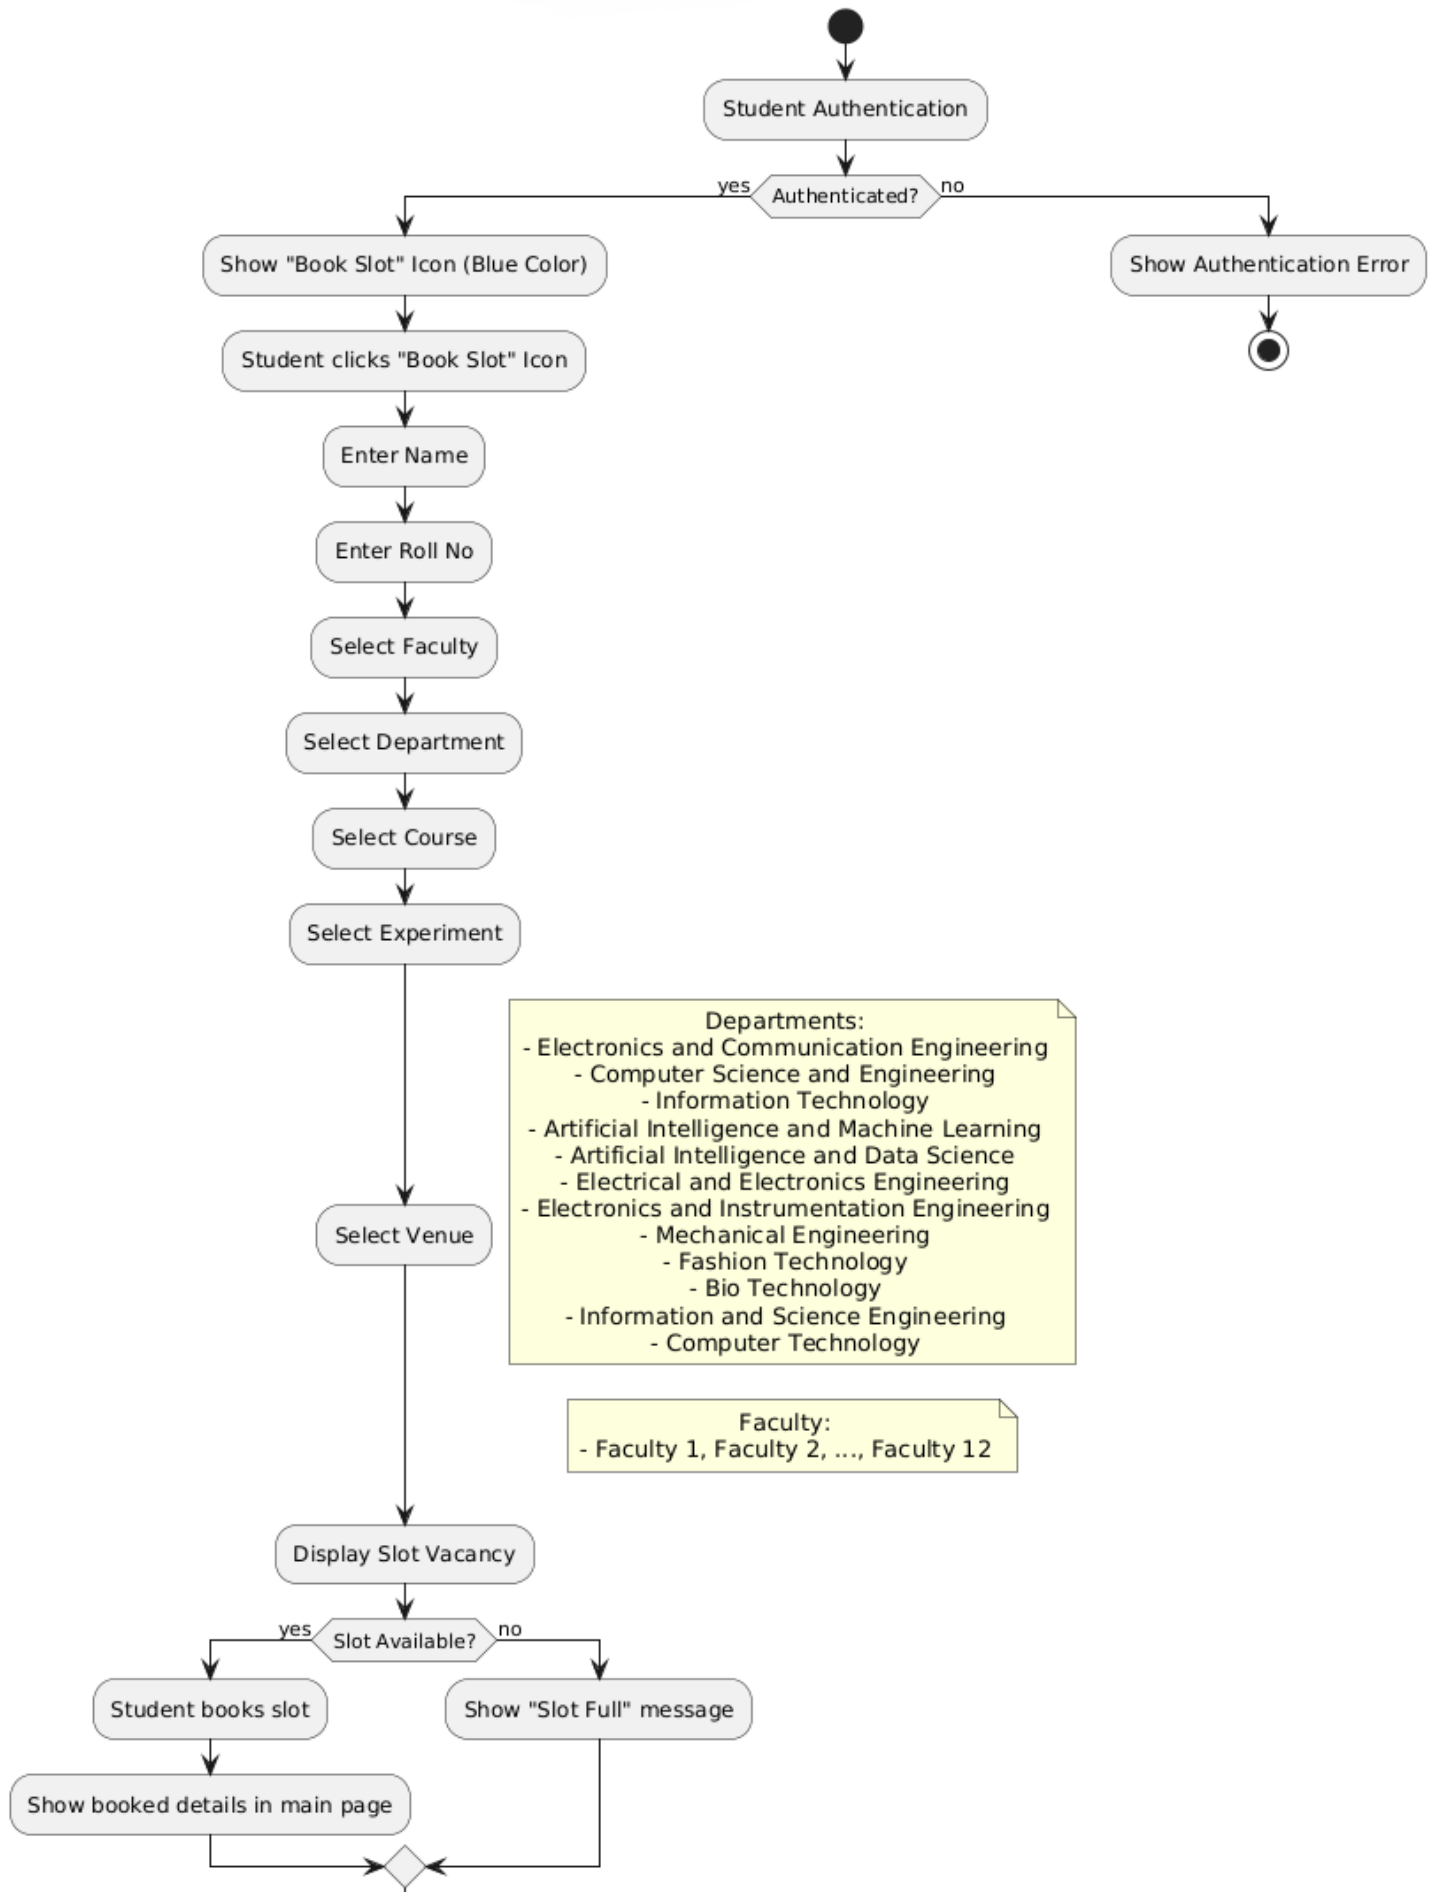 Student Authentication
yes
Authenticated?
no
Show "Book Slot" Icon (Blue Color)
Show Authentication Error
Student clicks "Book Slot" Icon
Enter Name
Enter Roll No
Select Faculty
Select Department
Select Course
Select Experiment
Departments:
- Electronics and Communication Engineering
- Computer Science and Engineering
- Information Technology
- Artificial Intelligence and Machine Learning
- Artificial Intelligence and Data Science
- Electrical and Electronics Engineering
- Electronics and Instrumentation Engineering
- Mechanical Engineering
- Fashion Technology
- Bio Technology
- Information and Science Engineering
- Computer Technology
Select Venue
Faculty:
- Faculty 1, Faculty 2, ..., Faculty 12
Display Slot Vacancy
yes
Slot Available?
no
Student books slot
Show "Slot Full" message
Show booked details in main page